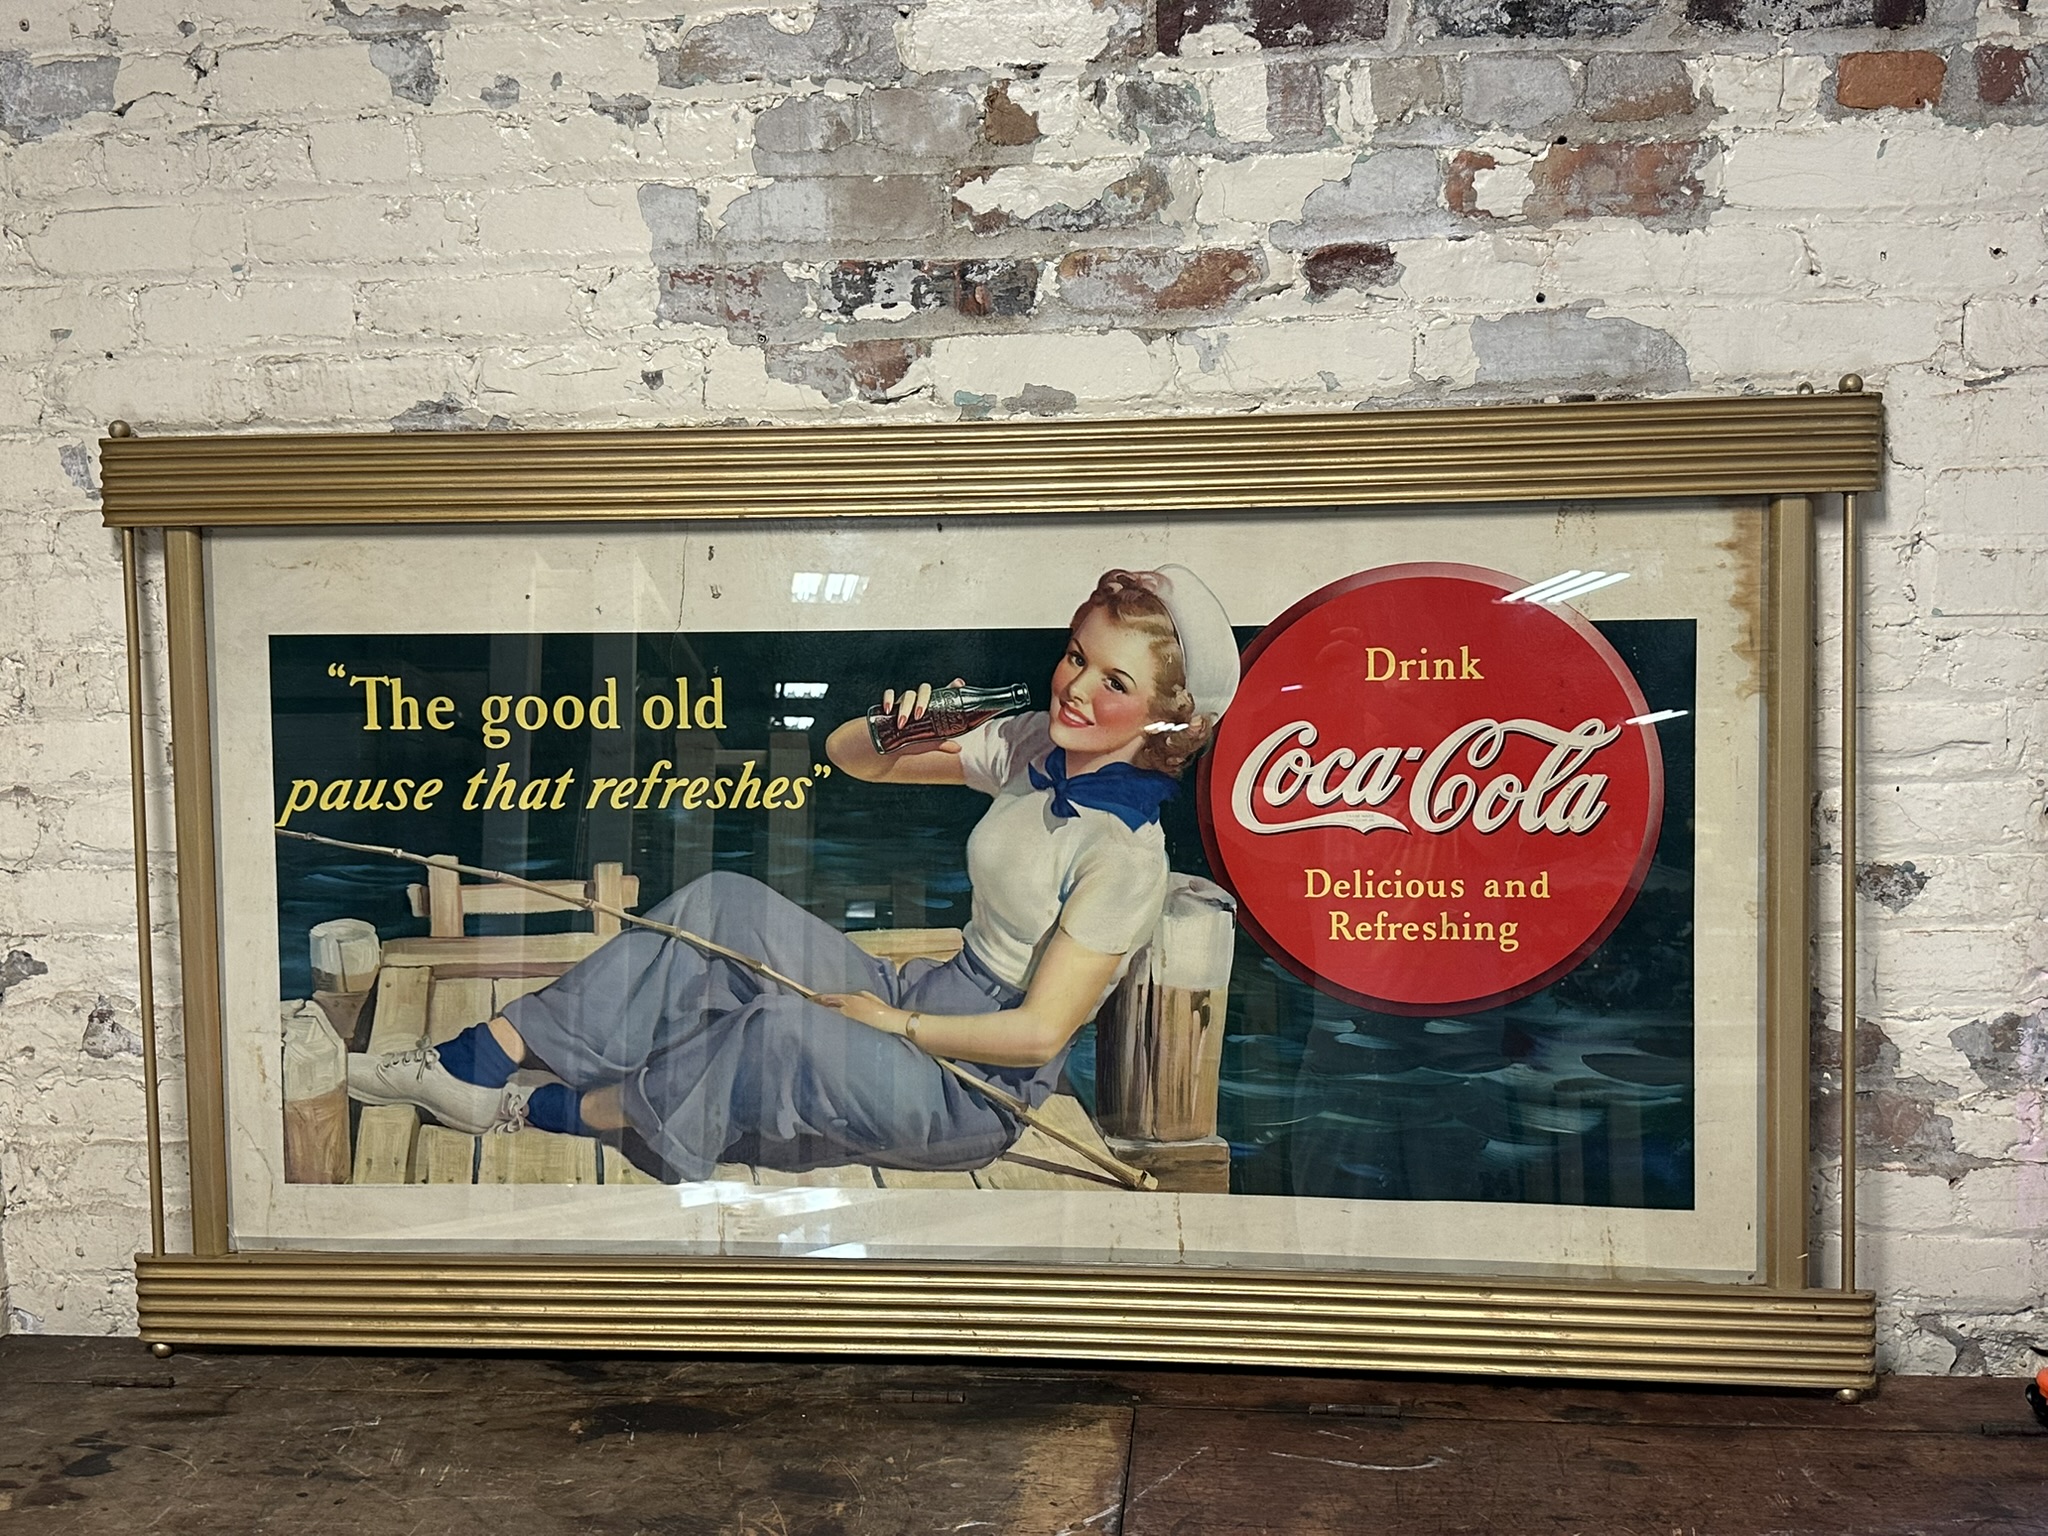 “The good old
pause that refreshes”
Drink
Coca-Cola
Delicious and
Refreshing